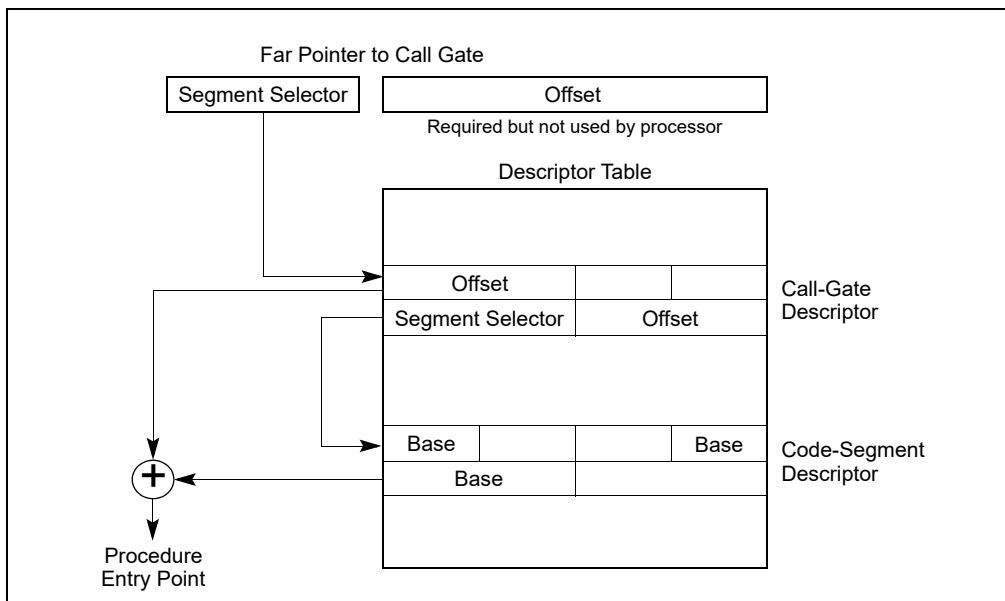 Far Pointer to Call Gate
Segment Selector
Offset
Required but not used by processor
Descriptor Table
Offset
Call-Gate
Descriptor
Segment Selector
Offset
Base
Base
Code-Segment
Descriptor
Base
+
Procedure
Entry Point